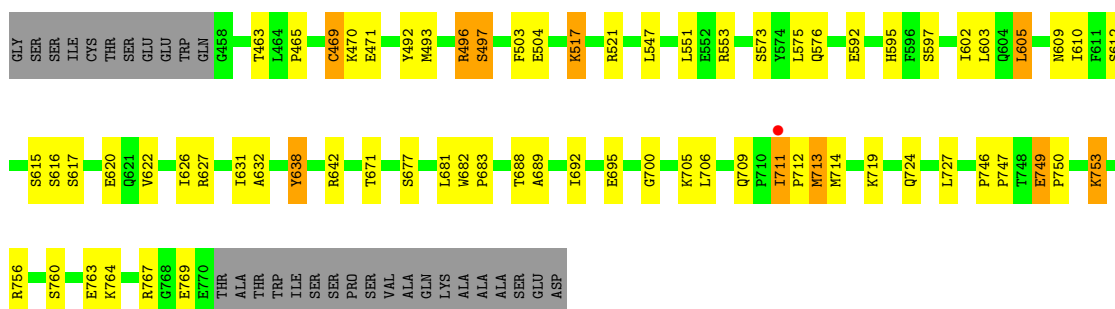 GLY SER SER ILE CYS THR SER GLU GLU TRP GLN G458 T463 L464 P465 C469 K470 E471 Y492 M493 R496 S497 F503 E504 K517 R521 L547 L551 E552 R553 S573 Y574 L575 Q576 E592 H595 F596 S597 I602 L603 Q604 L605 N609 I610 F611 S612
S615 S616 S617 E620 Q621 V622 I626 R627 I631 A632 Y638 R642 T671 S677 L681 W682 P683 T688 A689 I692 E695 G700 K705 L706 Q709 P710 I711 P712 M713 M714 K719 Q724 L727 P746 P747 T748 E749 P750 K753
R756 S760 E763 K764 R767 G768 E769 E770 THR ALA THR TRP ILE SER SER PRO SER VAL ALA GLN LYS ALA ALA ALA SER GLU ASP